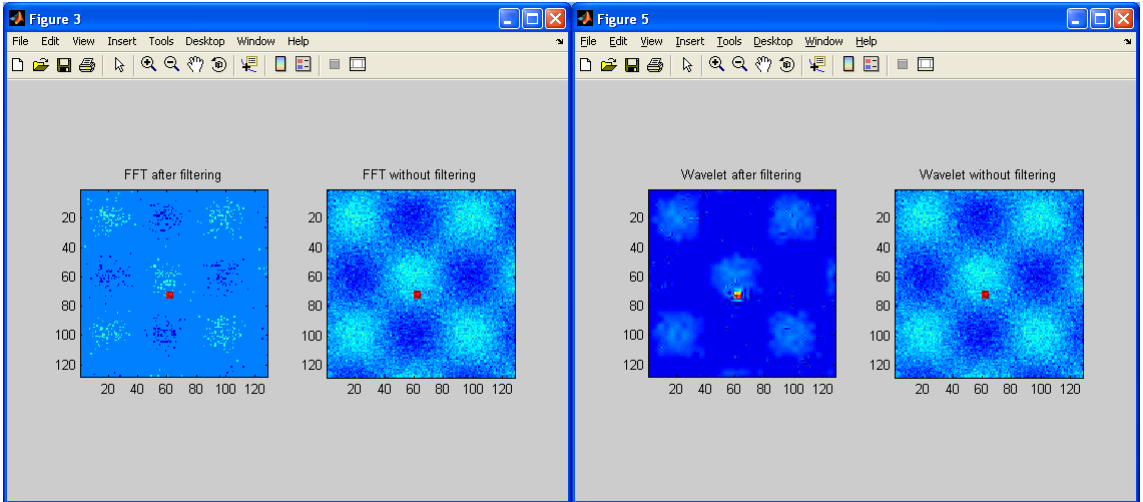 Figure 3
File Edit View Insert Tools Desktop Window Help
FFT after filtering
20
40
60
80
100
120
20 40 60 80 100 120
FFT without filtering
20
40
60
80
100
120
20 40 60 80 100 120
Figure 5
File Edit View Insert Tools Desktop Window Help
Wavelet after filtering
20
40
60
80
100
120
20 40 60 80 100 120
Wavelet without filtering
20
40
60
80
100
120
20 40 60 80 100 120